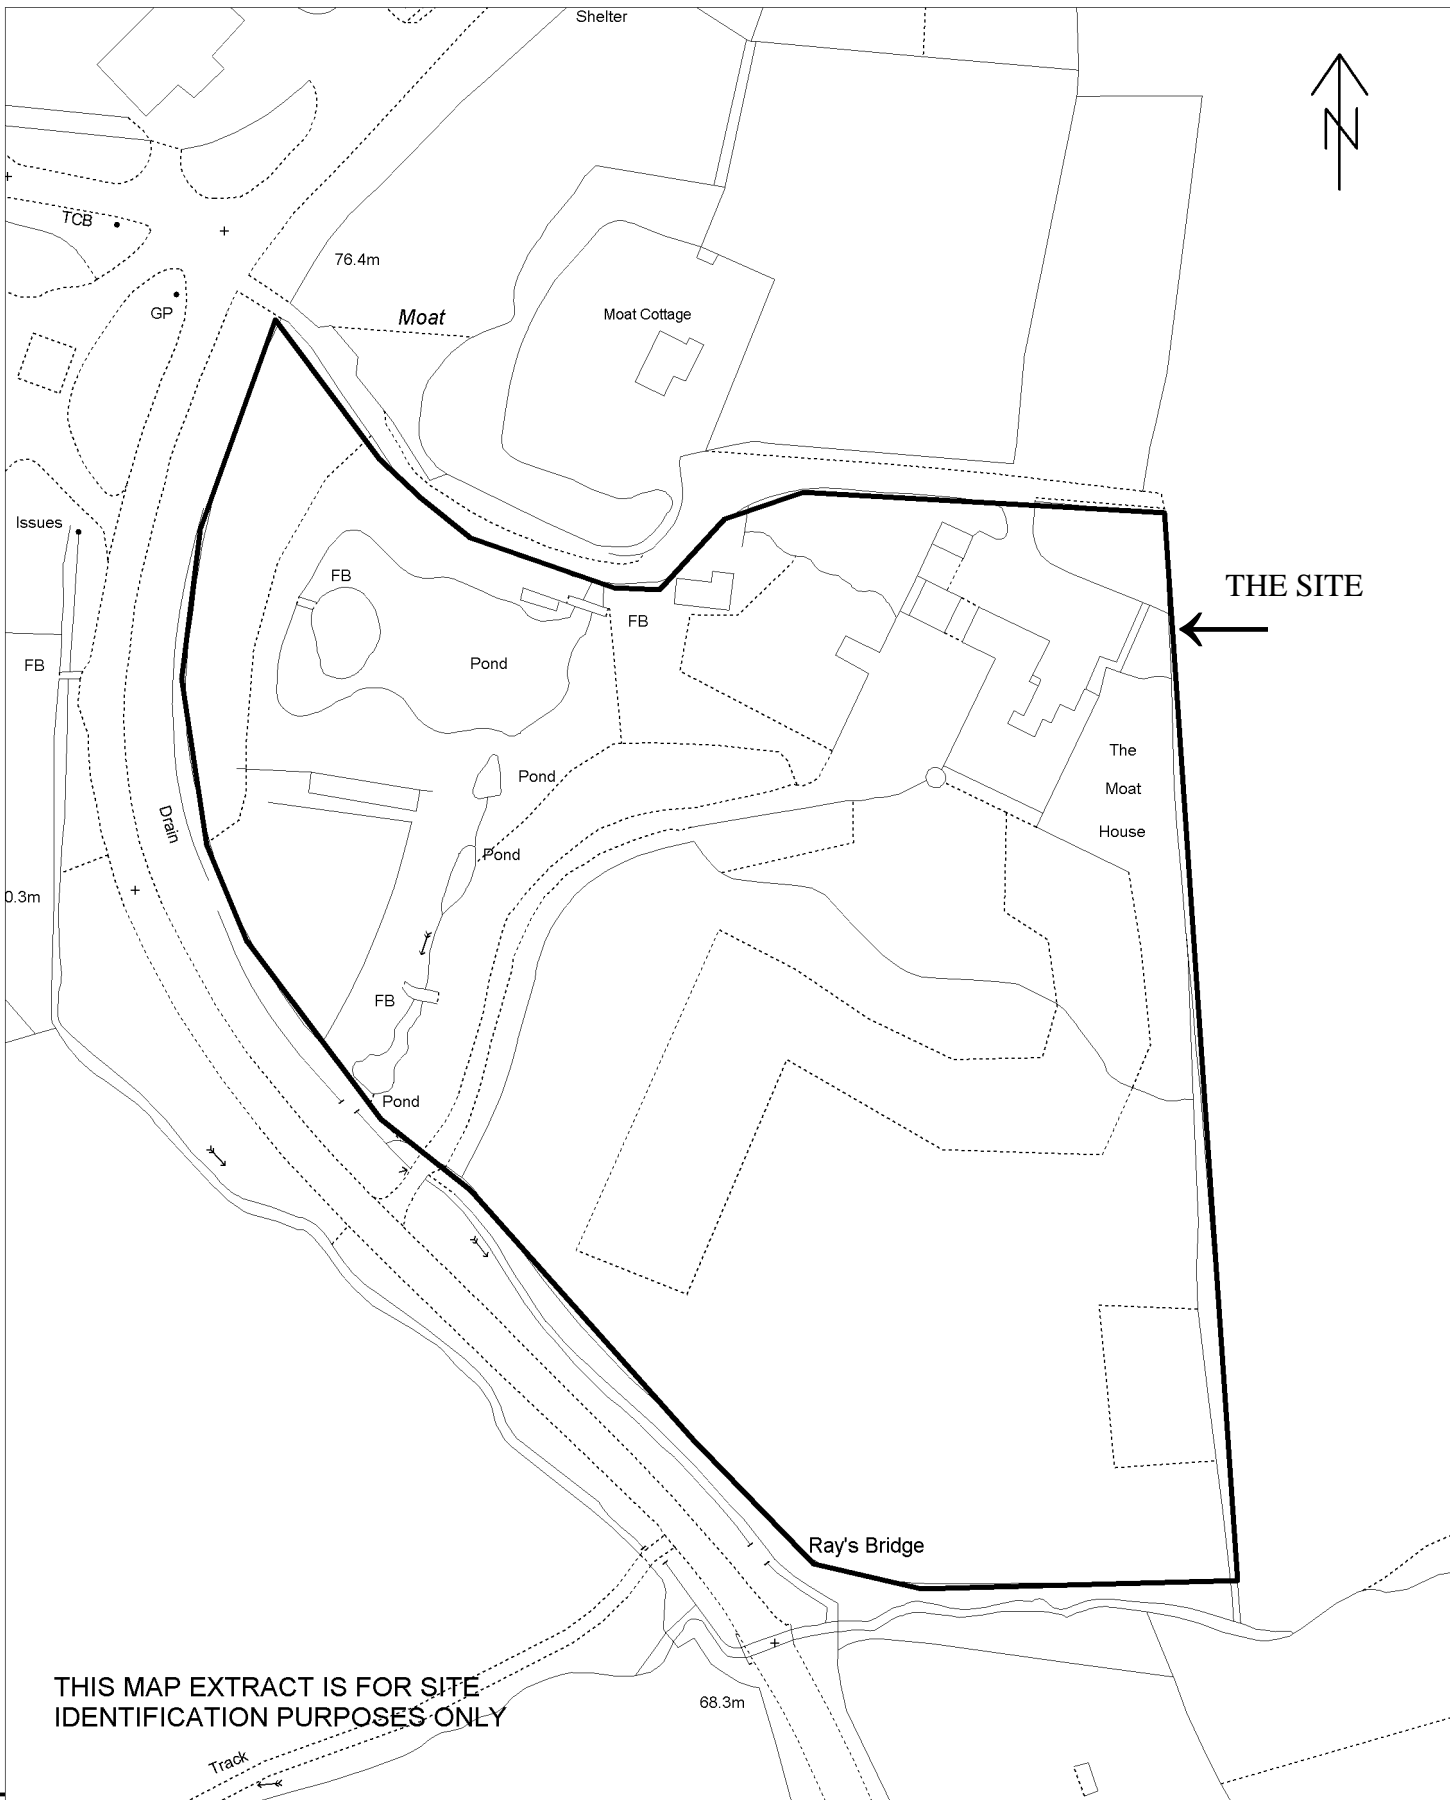 Shelter
N
TCB
76.4m
GP
Moat
Moat Cottage
Issues
FB
THE SITE
FB
FB
Pond
The
Moat
House
Pond
Drain
Pond
0.3m
FB
Pond
Ray's Bridge
THIS MAP EXTRACT IS FOR SITE
IDENTIFICATION PURPOSES ONLY
68.3m
Track